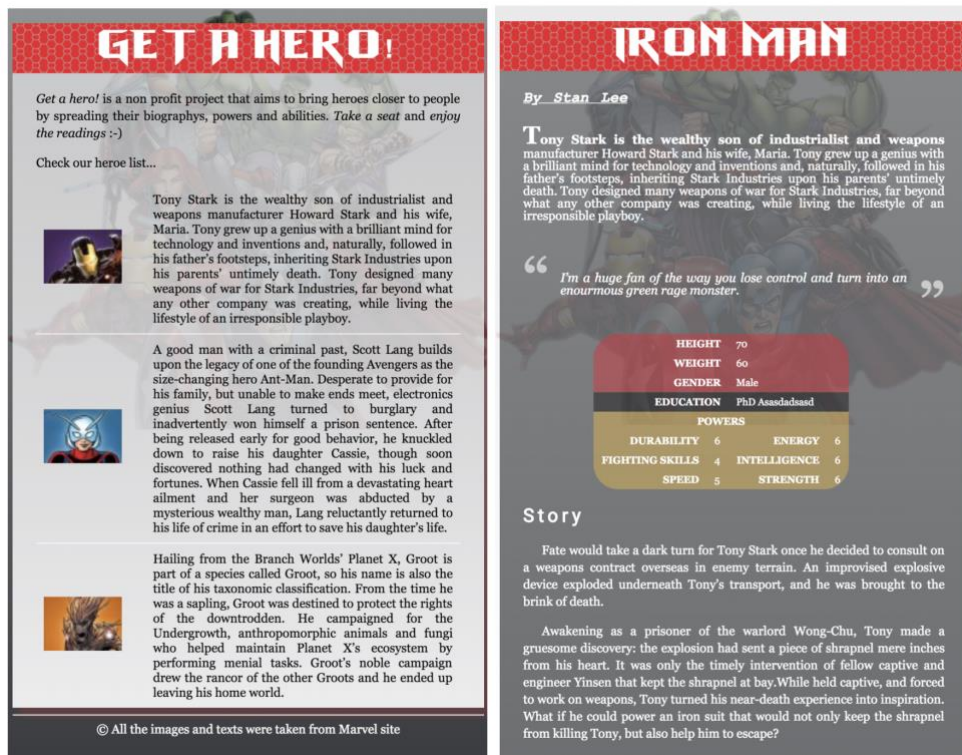 GET A HERO!
Get a hero! is a non profit project that aims to bring heroes closer to people
by spreading their biographys, powers and abilities. Take a seat and enjoy
the readings :-)
Check our heroe list...
Tony Stark is the wealthy son of industrialist and
weapons manufacturer Howard Stark and his wife,
Maria. Tony grew up a genius with a brilliant mind for
technology and inventions and, naturally, followed in
his father's footsteps, inheriting Stark Industries upon
his parents' untimely death. Tony designed many
weapons of war for Stark Industries, far beyond what
any other company was creating, while living the
lifestyle of an irresponsible playboy.
A good man with a criminal past, Scott Lang builds
upon the legacy of one of the founding Avengers as the
size-changing hero Ant-Man. Desperate to provide for
his family, but unable to make ends meet, electronics
genius Scott Lang turned to burglary and
inadvertently won himself a prison sentence. After
being released early for good behavior, he knuckled
down to raise his daughter Cassie, though soon
discovered nothing had changed with his luck and
fortunes. When Cassie fell ill from a devastating heart
ailment and her surgeon was abducted by a
mysterious wealthy man, Lang reluctantly returned to
his life of crime in an effort to save his daughter's life.
Hailing from the Branch Worlds' Planet X, Groot is
part of a species called Groot, so his name is also the
title of his taxonomic classification. From the time he
was a sapling, Groot was destined to protect the rights
of the downtrodden. He campaigned for the
Undergrowth, anthropomorphic animals and fungi
who helped maintain Planet X's ecosystem by
performing menial tasks. Groot's noble campaign
drew the rancor of the other Groots and he ended up
leaving his home world.
© All the images and texts were taken from Marvel site
IRON MAN
By Stan Lee
Tony Stark is the wealthy son of industrialist and weapons
manufacturer Howard Stark and his wife, Maria. Tony grew up a genius with
a brilliant mind for technology and inventions and, naturally, followed in his
father's footsteps, inheriting Stark Industries upon his parents' untimely
death. Tony designed many weapons of war for Stark Industries, far beyond
what any other company was creating, while living the lifestyle of an
irresponsible playboy.
“ I'm a huge fan of the way you lose control and turn into an
enourmous green rage monster. ”
HEIGHT 70
WEIGHT 60
GENDER Male
EDUCATION PhD Asasdadsasd
POWERS
DURABILITY 6 ENERGY 6
FIGHTING SKILLS 4 INTELLIGENCE 6
SPEED 5 STRENGTH 6
Story
Fate would take a dark turn for Tony Stark once he decided to consult on
a weapons contract overseas in enemy terrain. An improvised explosive
device exploded underneath Tony's transport, and he was brought to the
brink of death.
Awakening as a prisoner of the warlord Wong-Chu, Tony made a
gruesome discovery: the explosion had sent a piece of shrapnel mere inches
from his heart. It was only the timely intervention of fellow captive and
engineer Yinsen that kept the shrapnel at bay.While held captive, and forced
to work on weapons, Tony turned his near-death experience into inspiration.
What if he could power an iron suit that would not only keep the shrapnel
from killing Tony, but also help him to escape?